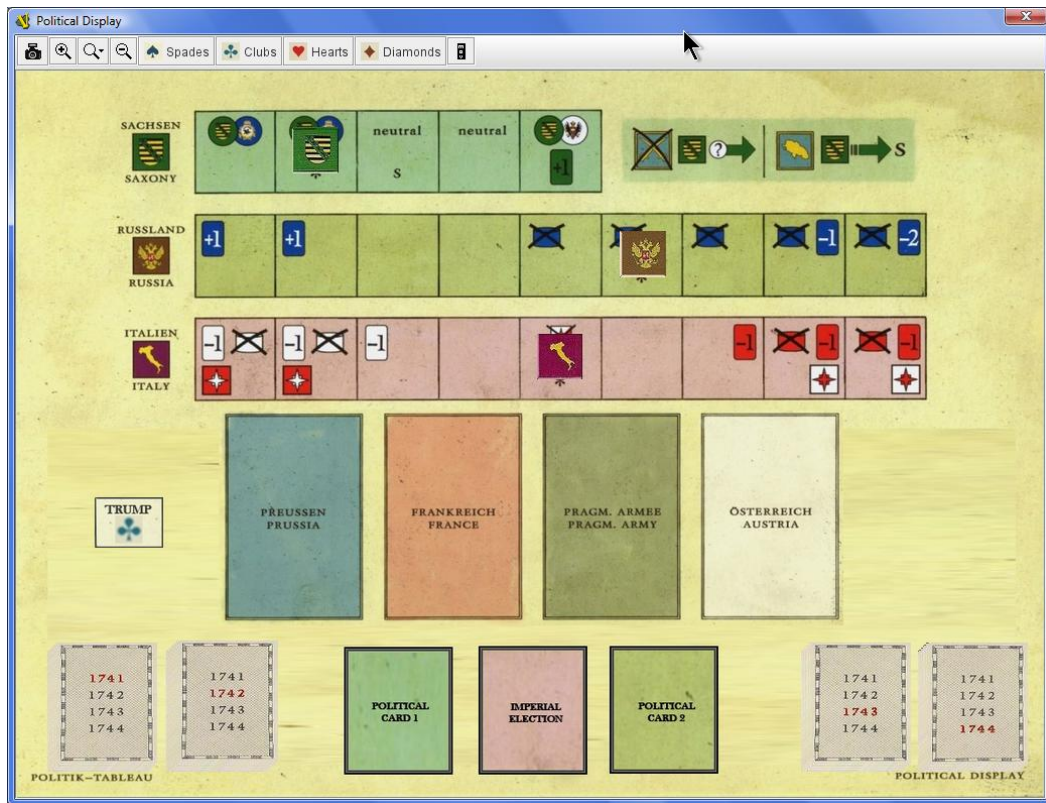 Political Display
Spades Clubs Hearts Diamonds
SACHSEN
SAXONY
neutral
S
neutral
+1
?
S
RUSSLAND
RUSSIA
+1
+1
-1
-2
ITALIEN
ITALY
-1
-1
-1
-1
-1
-1
TRUMP
PREUSSEN
PRUSSIA
FRANKREICH
FRANCE
PRAGM. ARMEE
PRAGM. ARMY
ÖSTERREICH
AUSTRIA
1741
1742
1743
1744
1741
1742
1743
1744
POLITICAL
CARD 1
IMPERIAL
ELECTION
POLITICAL
CARD 2
1741
1742
1743
1744
1741
1742
1743
1744
POLITIK-TABLEAU
POLITICAL DISPLAY